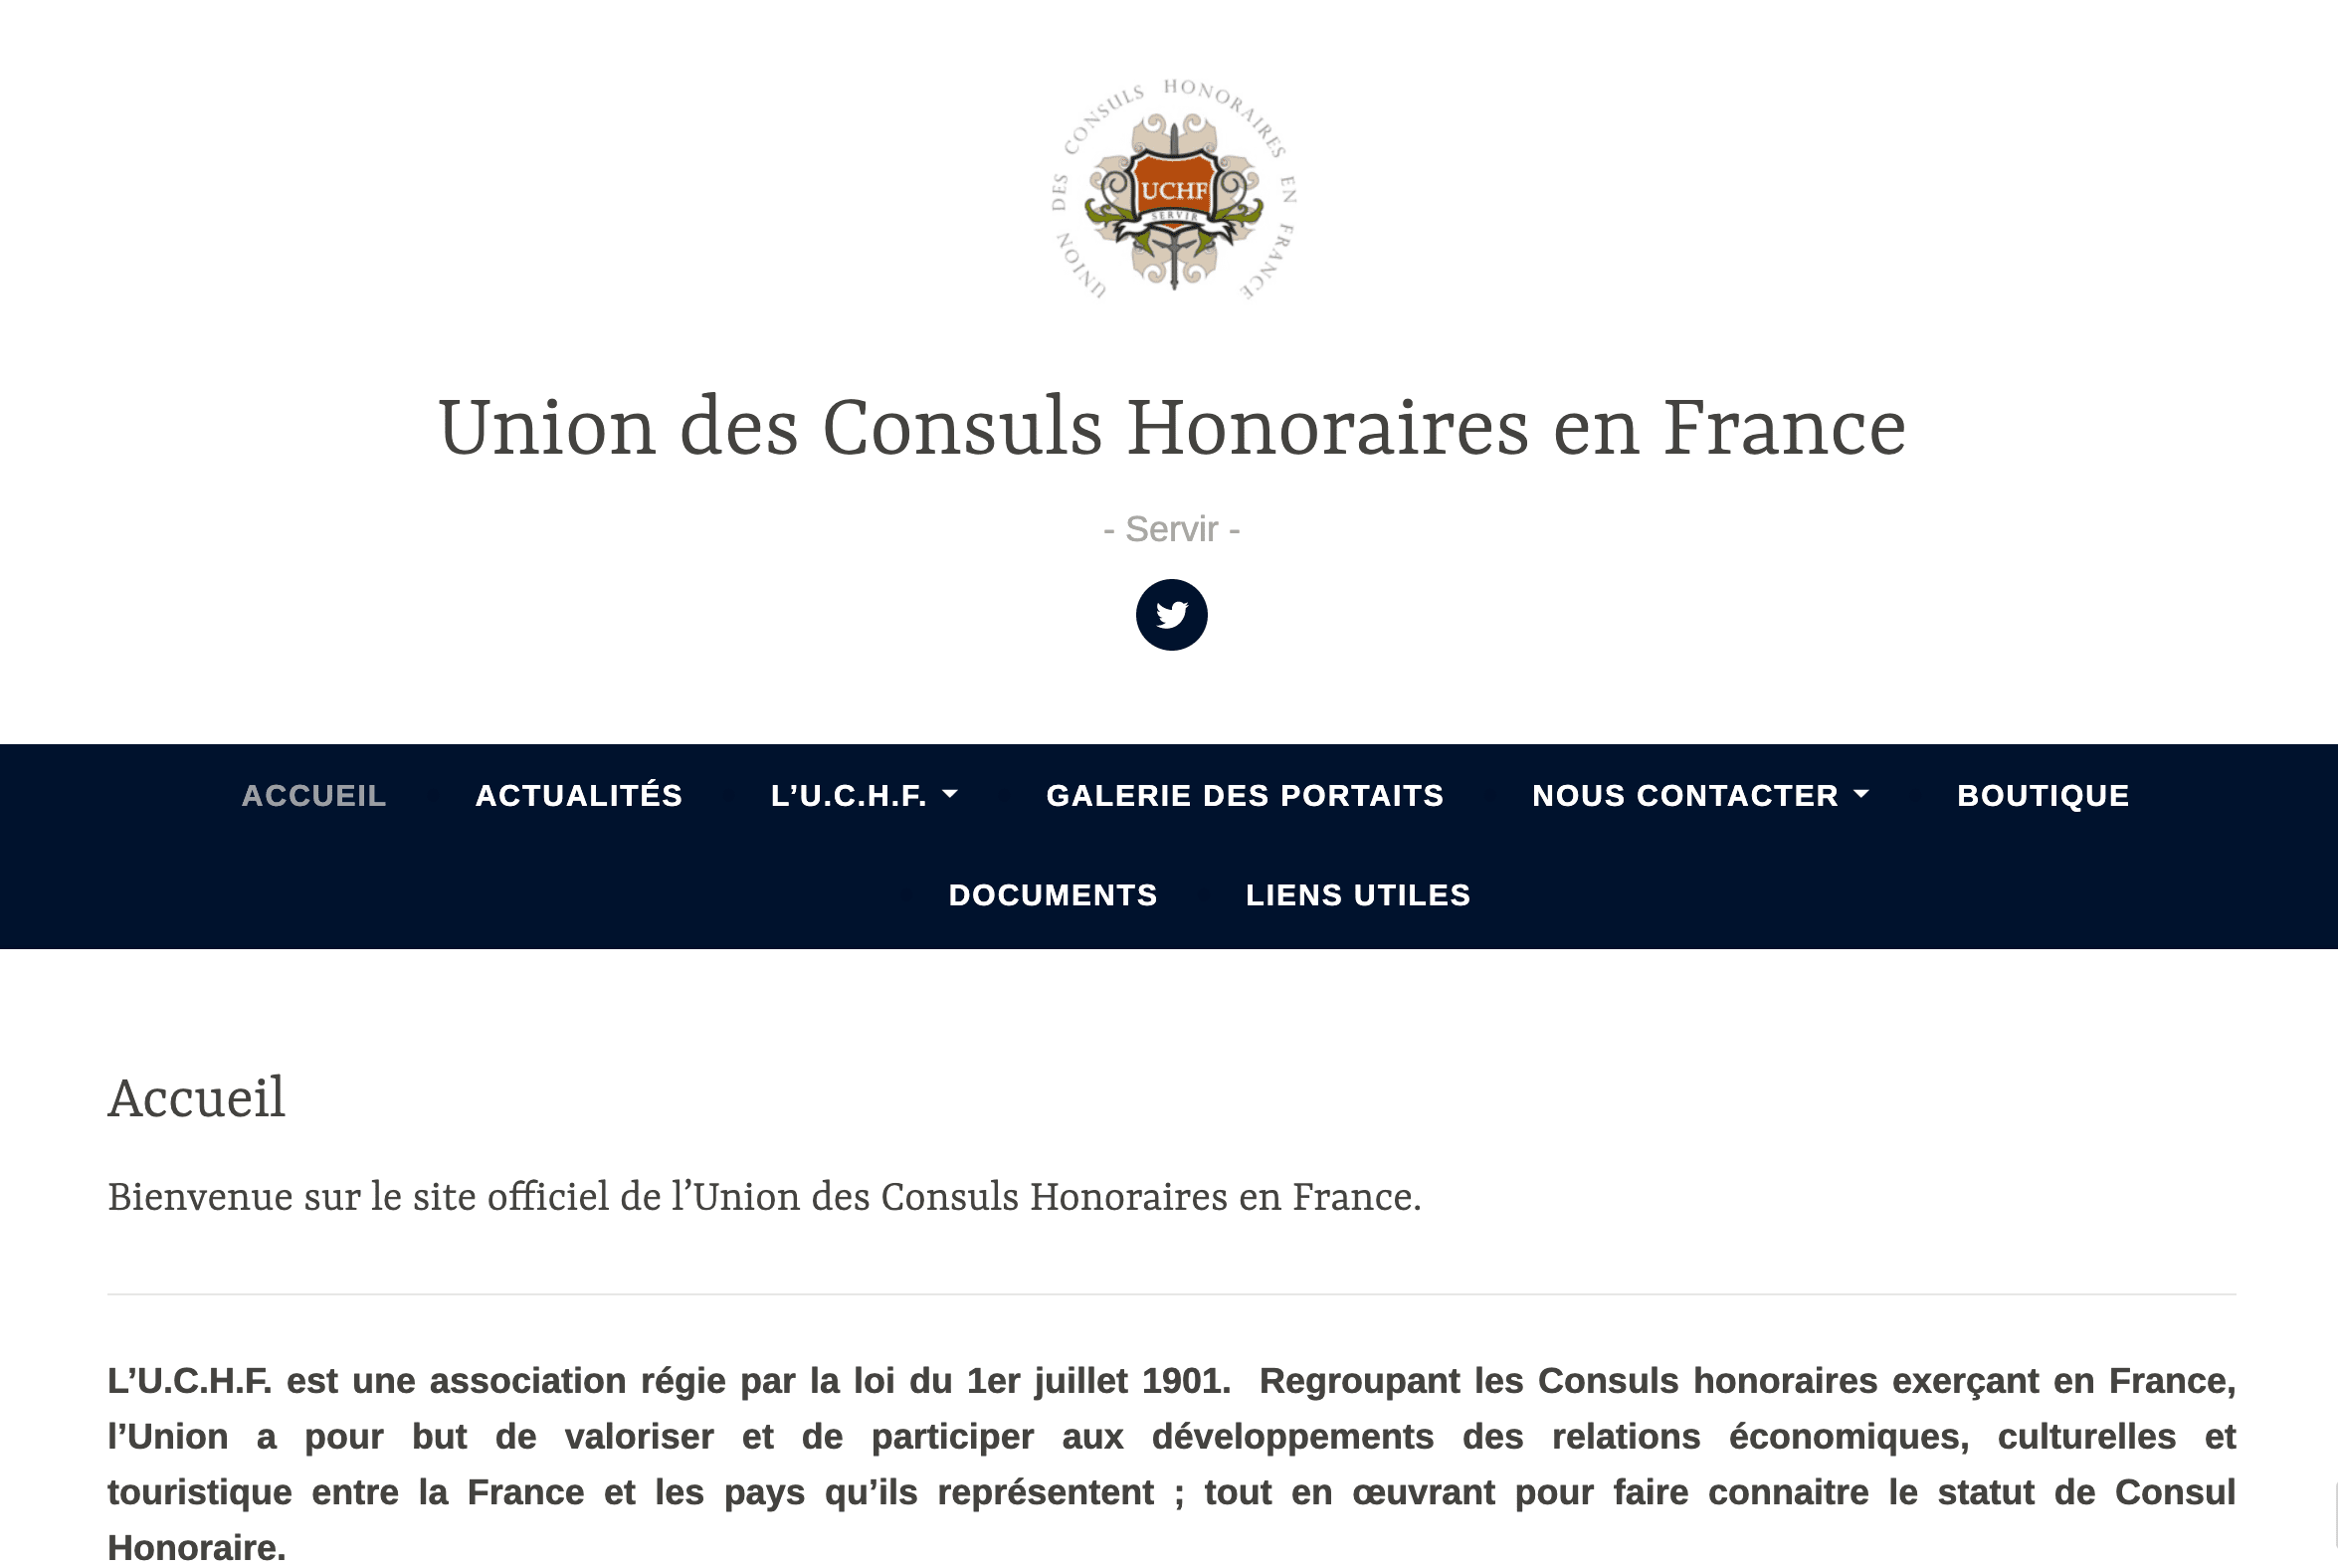 UNION DES CONSULS HONORAIRES EN FRANCE
UCHF
SERVIR
Union des Consuls Honoraires en France
- Servir -
ACCUEIL ACTUALITÉS L’U.C.H.F. GALERIE DES PORTAITS NOUS CONTACTER BOUTIQUE
DOCUMENTS LIENS UTILES
Accueil
Bienvenue sur le site officiel de l’Union des Consuls Honoraires en France.
L’U.C.H.F. est une association régie par la loi du 1er juillet 1901. Regroupant les Consuls honoraires exerçant en France,
l’Union a pour but de valoriser et de participer aux développements des relations économiques, culturelles et
touristique entre la France et les pays qu’ils représentent ; tout en œuvrant pour faire connaitre le statut de Consul
Honoraire.